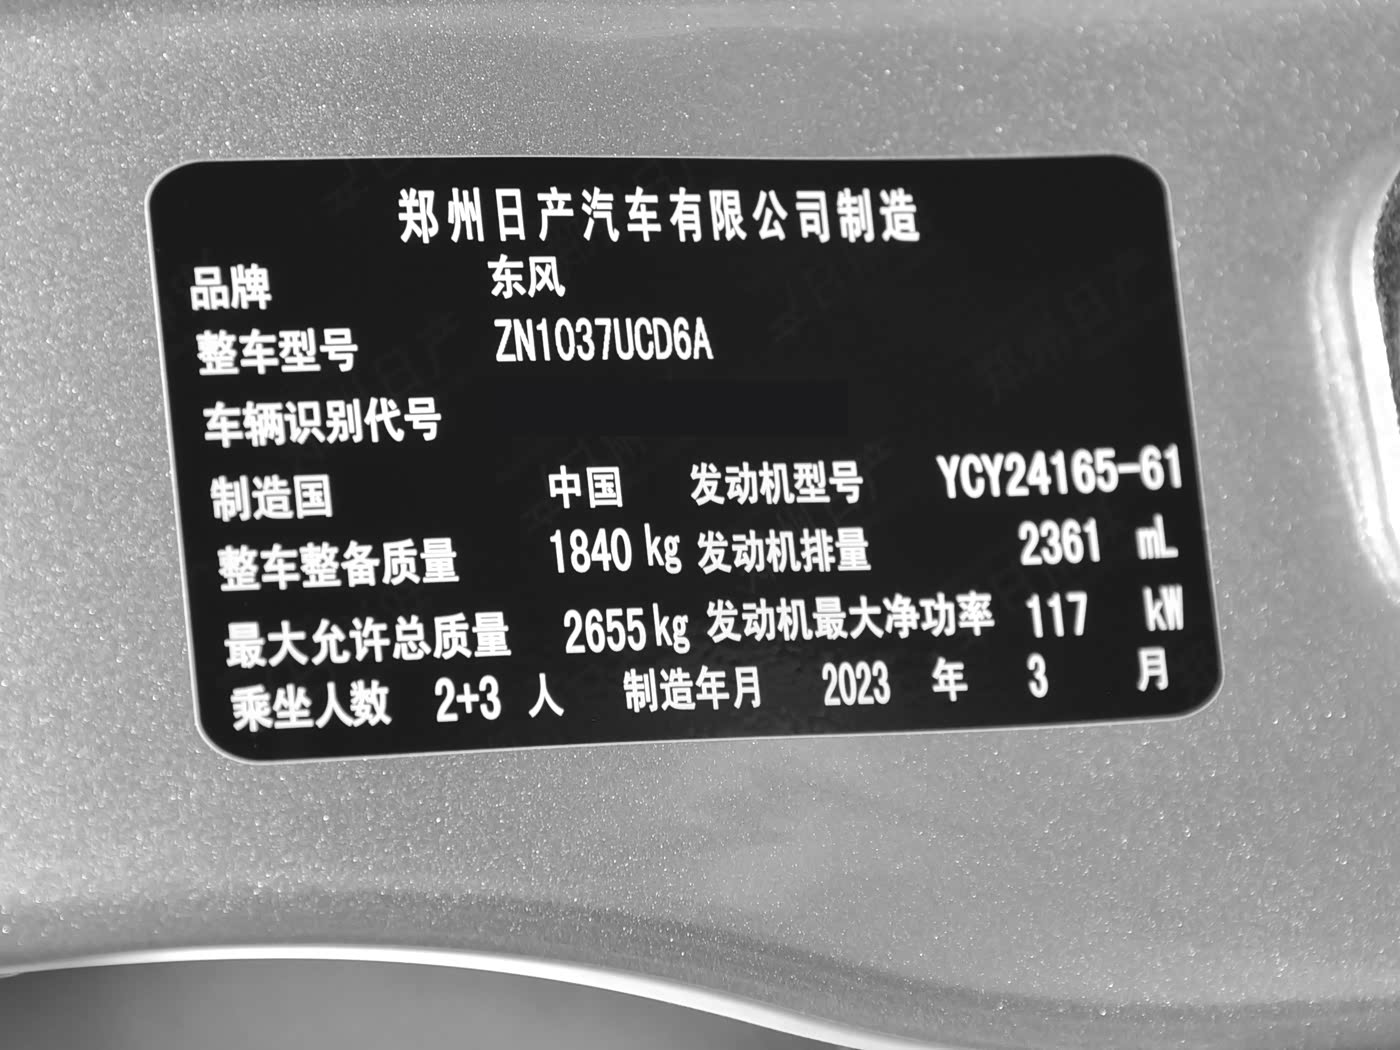 郑州日产汽车有限公司制造
品牌 东风
整车型号 ZN1037UCD6A
车辆识别代号
制造国 中国 发动机型号 YCY24165-61
整车整备质量 1840 kg 发动机排量 2361 mL
最大允许总质量 2655 kg 发动机最大净功率 117 kW
乘坐人数 2+3 人 制造年月 2023 年 3 月